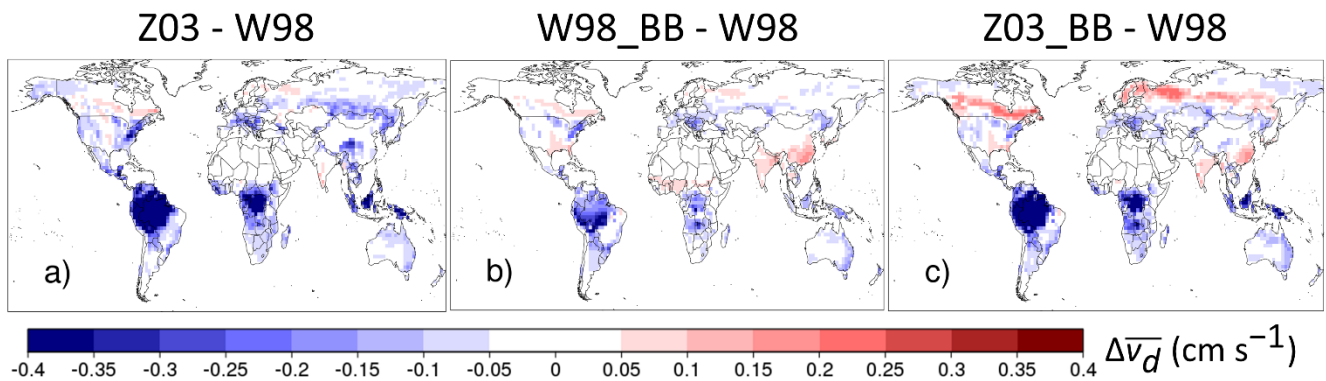 Z03 - W98 W98_BB - W98 Z03_BB - W98
a) b) c)
-0.4 -0.35 -0.3 -0.25 -0.2 -0.15 -0.1 -0.05 0 0.05 0.1 0.15 0.2 0.25 0.3 0.35 0.4 Δv̅d̅ (cm s⁻¹)